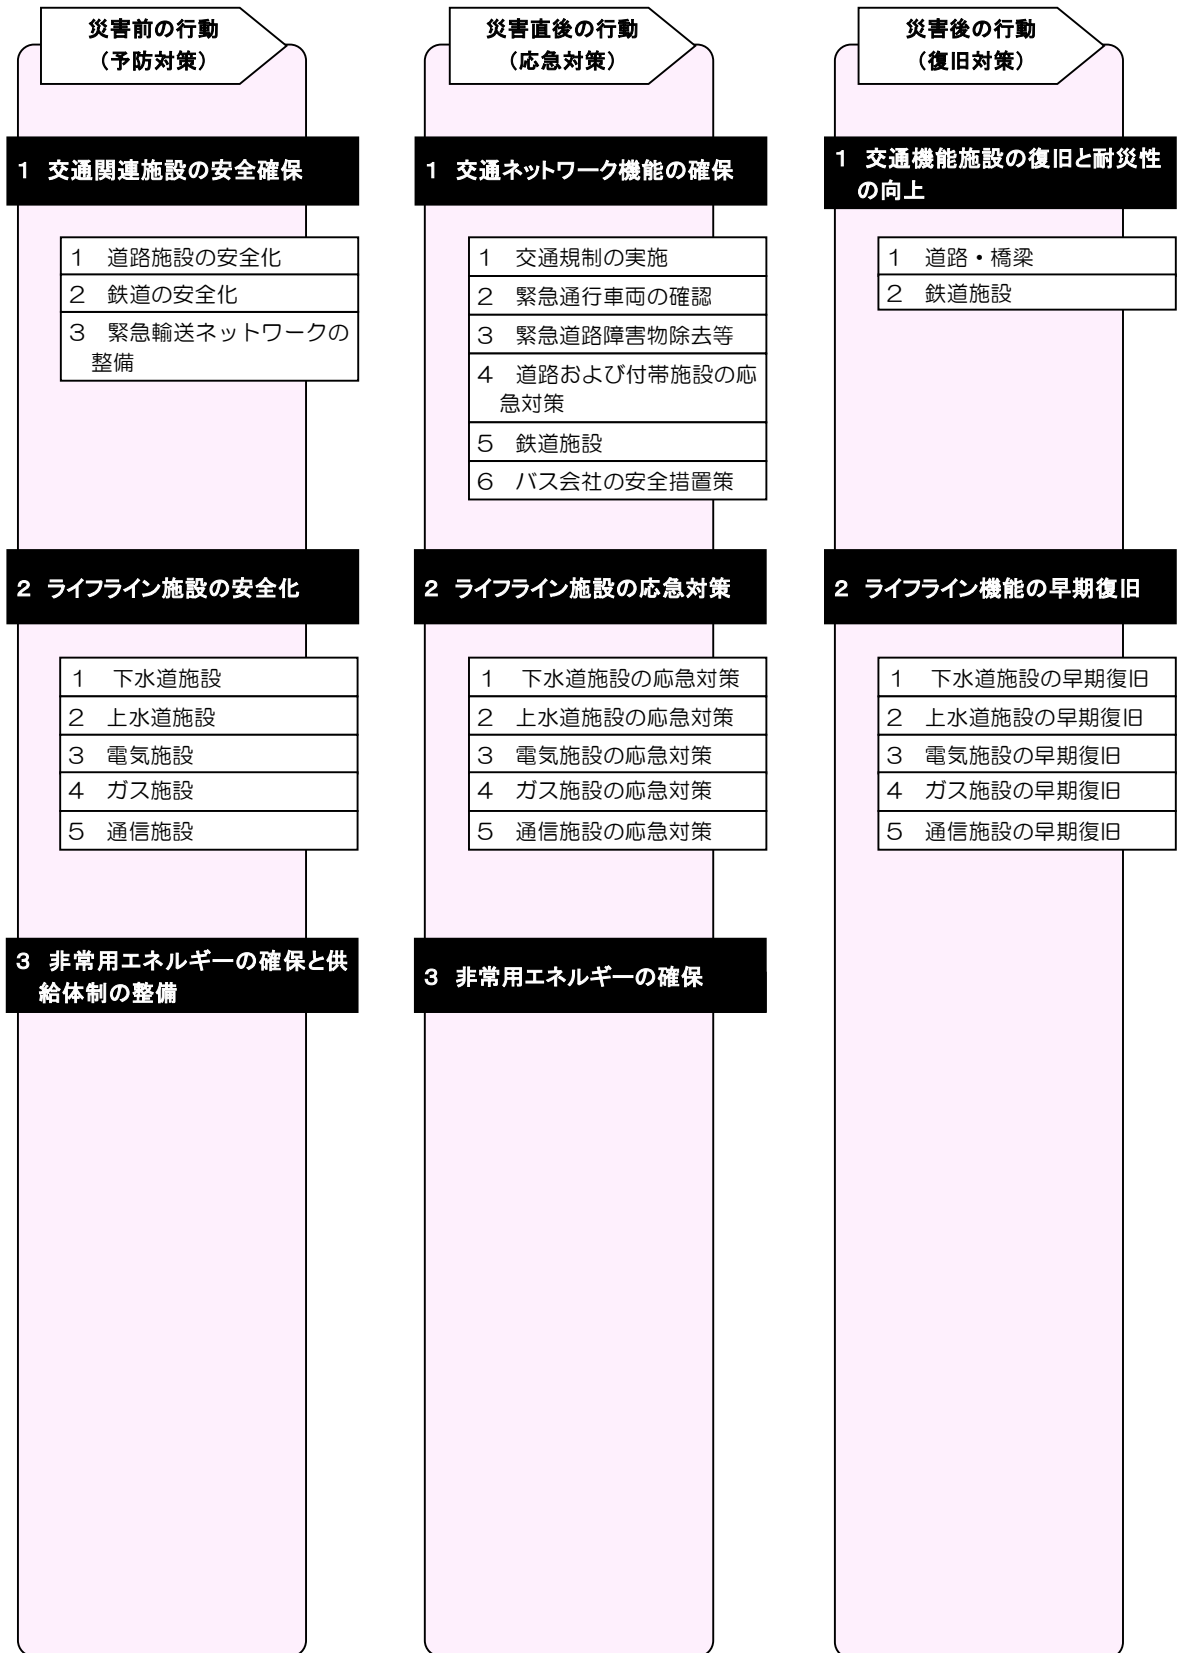 災害前の行動
（予防対策）
1 交通関連施設の安全確保
1 道路施設の安全化
2 鉄道の安全化
3 緊急輸送ネットワークの
整備
2 ライフライン施設の安全化
1 下水道施設
2 上水道施設
3 電気施設
4 ガス施設
5 通信施設
3 非常用エネルギーの確保と供
給体制の整備
災害直後の行動
（応急対策）
1 交通ネットワーク機能の確保
1 交通規制の実施
2 緊急通行車両の確認
3 緊急道路障害物除去等
4 道路および付帯施設の応
急対策
5 鉄道施設
6 バス会社の安全措置策
2 ライフライン施設の応急対策
1 下水道施設の応急対策
2 上水道施設の応急対策
3 電気施設の応急対策
4 ガス施設の応急対策
5 通信施設の応急対策
3 非常用エネルギーの確保
災害後の行動
（復旧対策）
1 交通機能施設の復旧と耐災性
の向上
1 道路・橋梁
2 鉄道施設
2 ライフライン機能の早期復旧
1 下水道施設の早期復旧
2 上水道施設の早期復旧
3 電気施設の早期復旧
4 ガス施設の早期復旧
5 通信施設の早期復旧